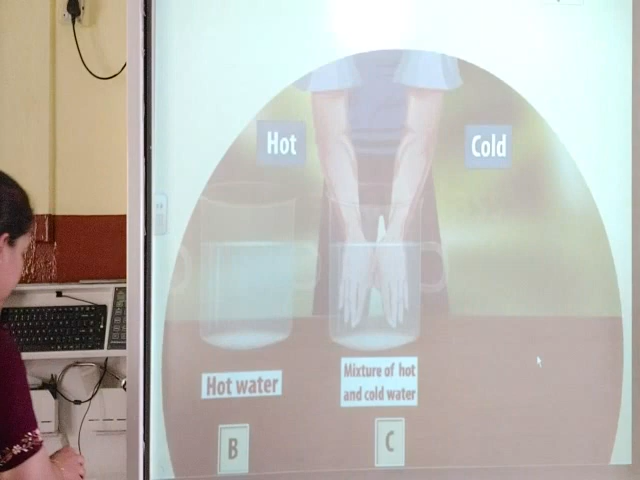 Hot
Cold
Hot water
Mixture of hot
and cold water
B
C